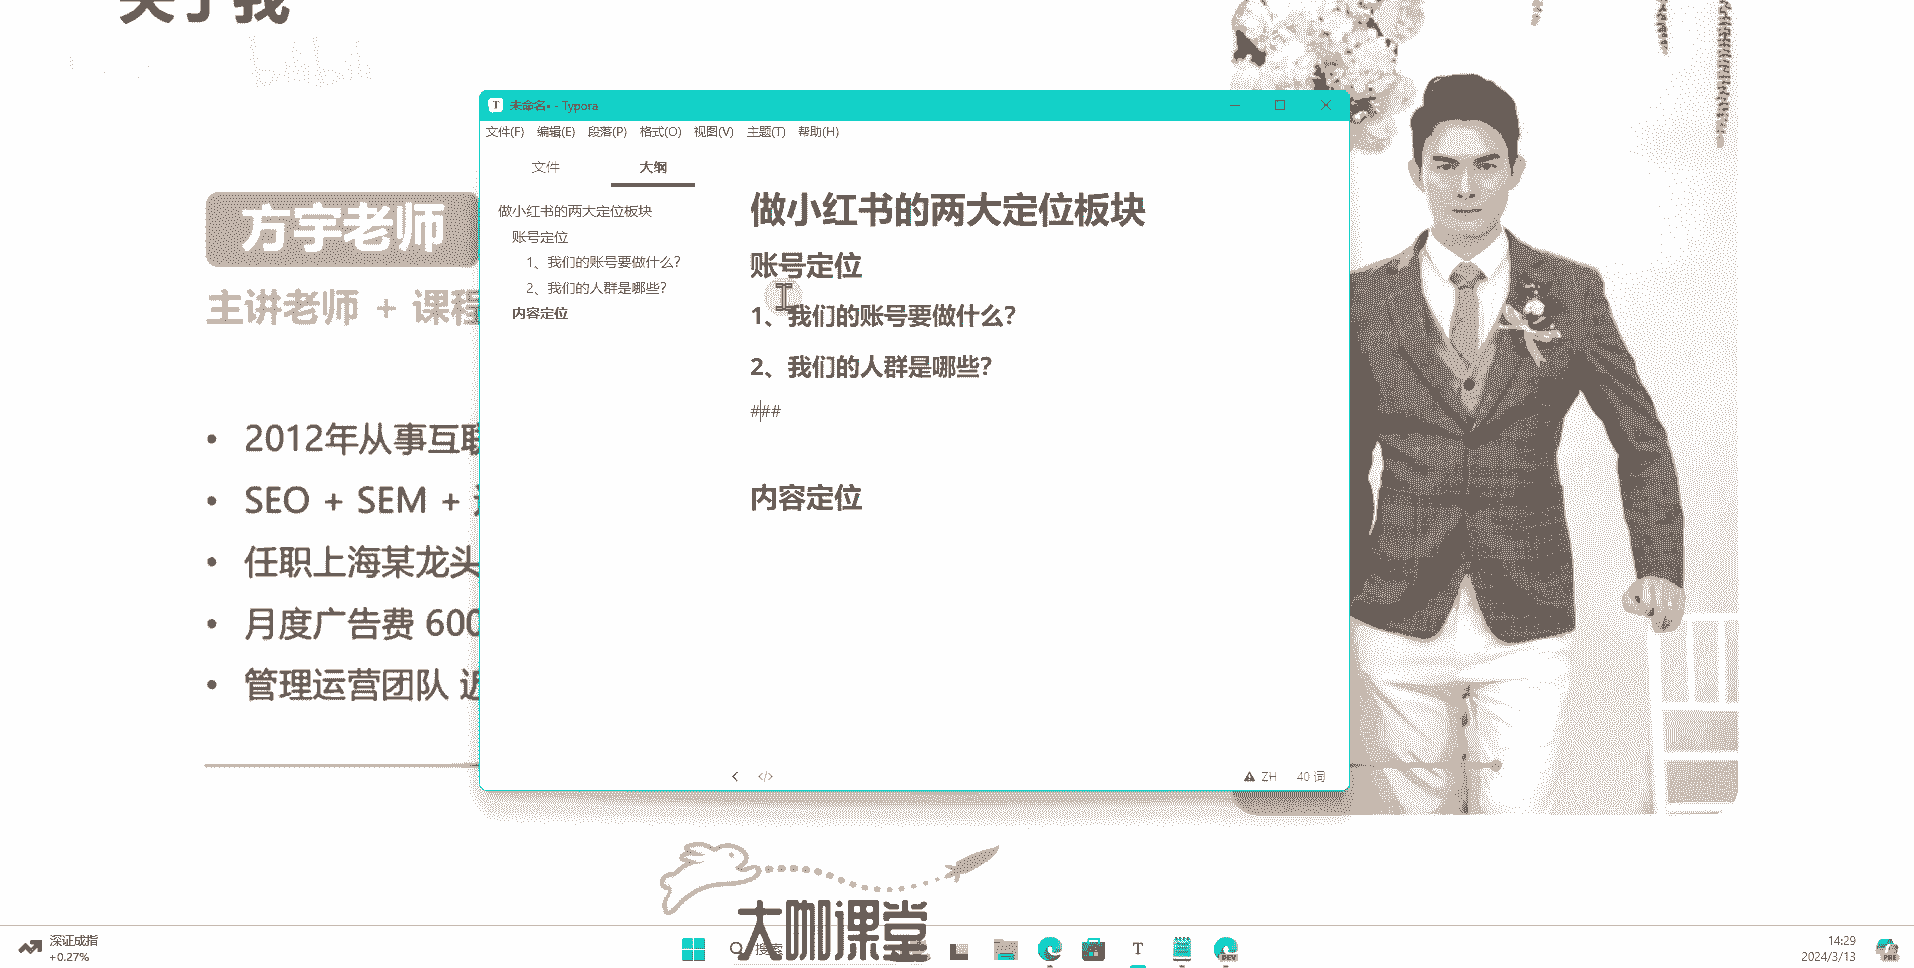 关于我
bilibili
方宇老师
主讲老师 + 课程
2012年从事互联
SEO + SEM +
任职上海某龙头
月度广告费 600
管理运营团队 近
未命名• - Typora
文件(F) 编辑(E) 段落(P) 格式(O) 视图(V) 主题(T) 帮助(H)
文件 大纲
做小红书的两大定位板块
账号定位
1、我们的账号要做什么?
2、我们的人群是哪些?
内容定位
做小红书的两大定位板块
账号定位
1、我们的账号要做什么?
2、我们的人群是哪些?
###
内容定位
</>
ZH 40 词
大咖课堂
深证成指
+0.27%
搜索
T
DEV
14:29
2024/3/13
PRE